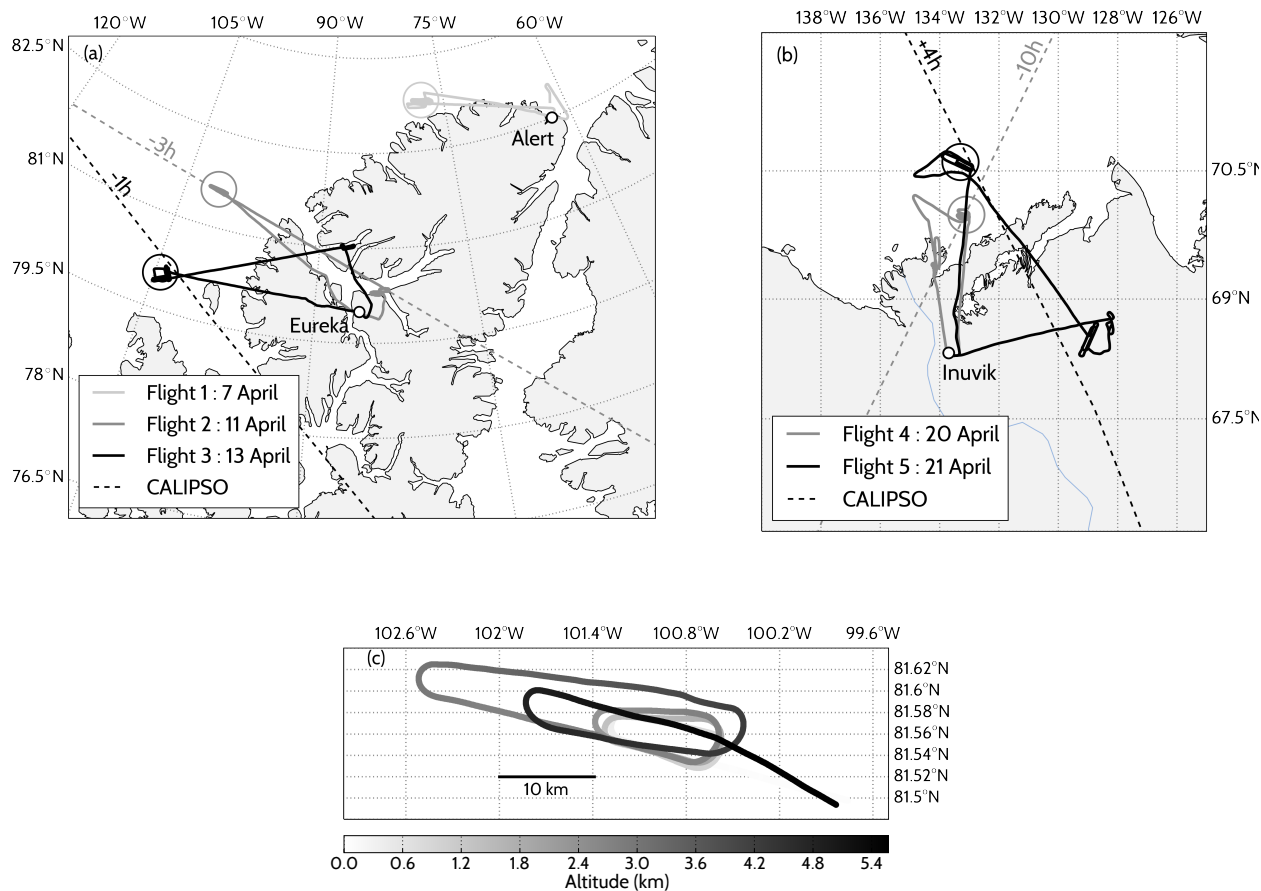 120°W 105°W 90°W 75°W 60°W
82.5°N
81°N
79.5°N
78°N
76.5°N
(a)
-3h
-1h
Alert
Eureka
Flight 1 : 7 April
Flight 2 : 11 April
Flight 3 : 13 April
CALIPSO
138°W 136°W 134°W 132°W 130°W 128°W 126°W
(b)
+4h
-10h
70.5°N
69°N
67.5°N
Inuvik
Flight 4 : 20 April
Flight 5 : 21 April
CALIPSO
102.6°W 102°W 101.4°W 100.8°W 100.2°W 99.6°W
(c)
81.62°N
81.6°N
81.58°N
81.56°N
81.54°N
81.52°N
81.5°N
10 km
0.0 0.6 1.2 1.8 2.4 3.0 3.6 4.2 4.8 5.4
Altitude (km)